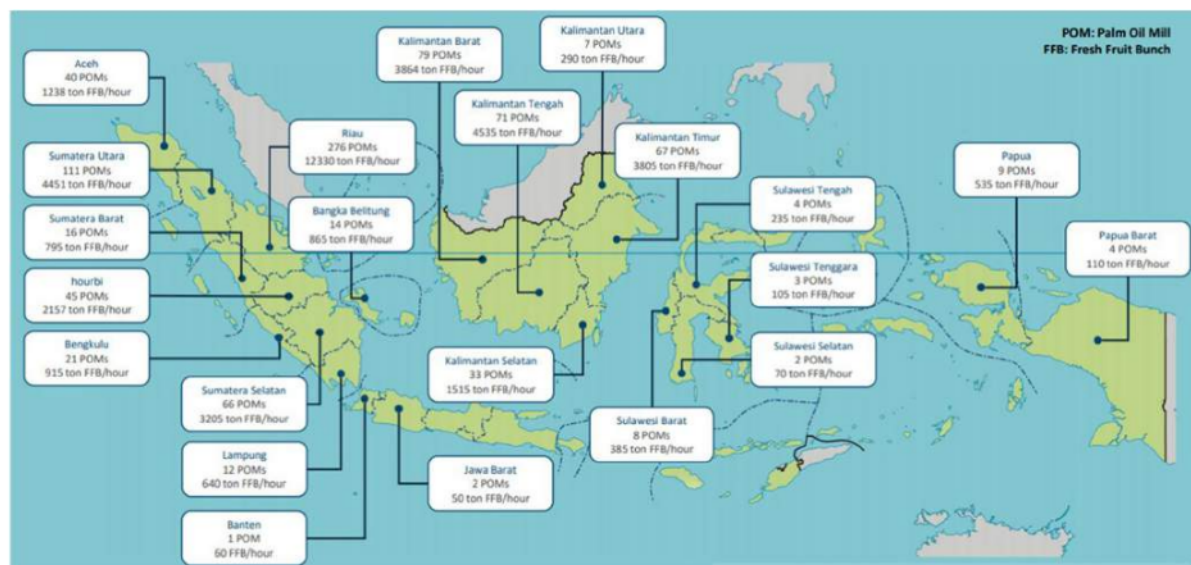 POM: Palm Oil Mill
FFB: Fresh Fruit Bunch
Aceh
40 POMs
1238 ton FFB/hour
Sumatera Utara
111 POMs
4451 ton FFB/hour
Sumatera Barat
16 POMs
795 ton FFB/hour
hourbi
45 POMs
2157 ton FFB/hour
Bengkulu
21 POMs
915 ton FFB/hour
Sumatera Selatan
66 POMs
3205 ton FFB/hour
Lampung
12 POMs
640 ton FFB/hour
Banten
1 POM
60 FFB/hour
Riau
276 POMs
12330 ton FFB/hour
Bangka Belitung
14 POMs
865 ton FFB/hour
Jawa Barat
2 POMs
50 ton FFB/hour
Kalimantan Barat
79 POMs
3864 ton FFB/hour
Kalimantan Tengah
71 POMs
4535 ton FFB/hour
Kalimantan Utara
7 POMs
290 ton FFB/hour
Kalimantan Timur
67 POMs
3805 ton FFB/hour
Kalimantan Selatan
33 POMs
1515 ton FFB/hour
Sulawesi Tengah
4 POMs
235 ton FFB/hour
Sulawesi Tenggara
3 POMs
105 ton FFB/hour
Sulawesi Selatan
2 POMs
70 ton FFB/hour
Sulawesi Barat
8 POMs
385 ton FFB/hour
Papua
9 POMs
535 ton FFB/hour
Papua Barat
4 POMs
110 ton FFB/hour